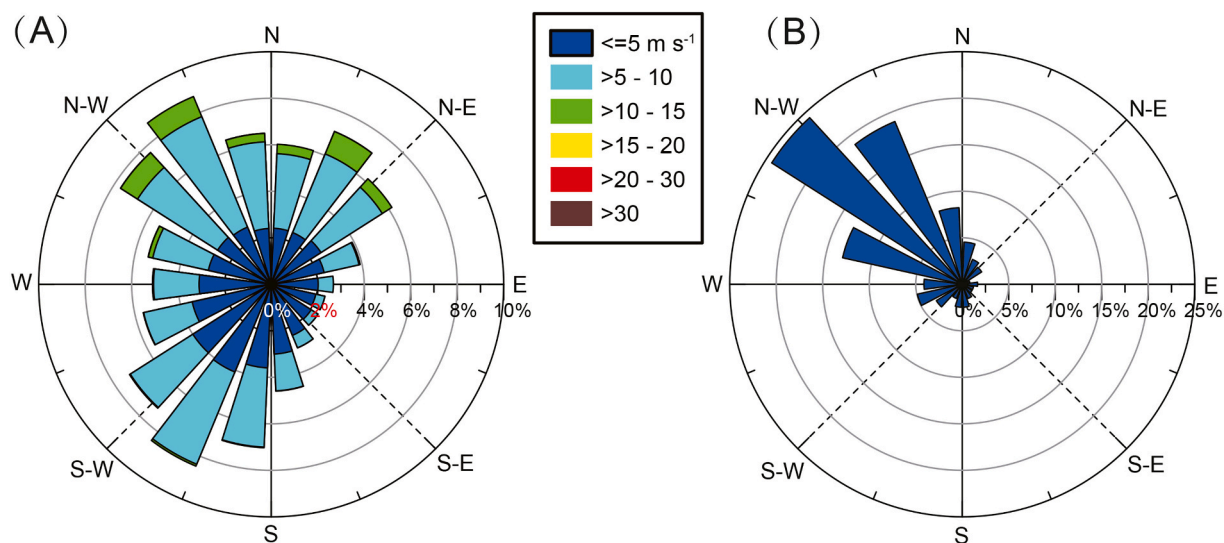 (A)
N
N-E
E
S-E
S
S-W
W
N-W
0% 2% 4% 6% 8% 10%
<=5 m s⁻¹
>5 - 10
>10 - 15
>15 - 20
>20 - 30
>30
(B)
N
N-E
E
S-E
S
S-W
W
N-W
0% 5% 10% 15% 20% 25%